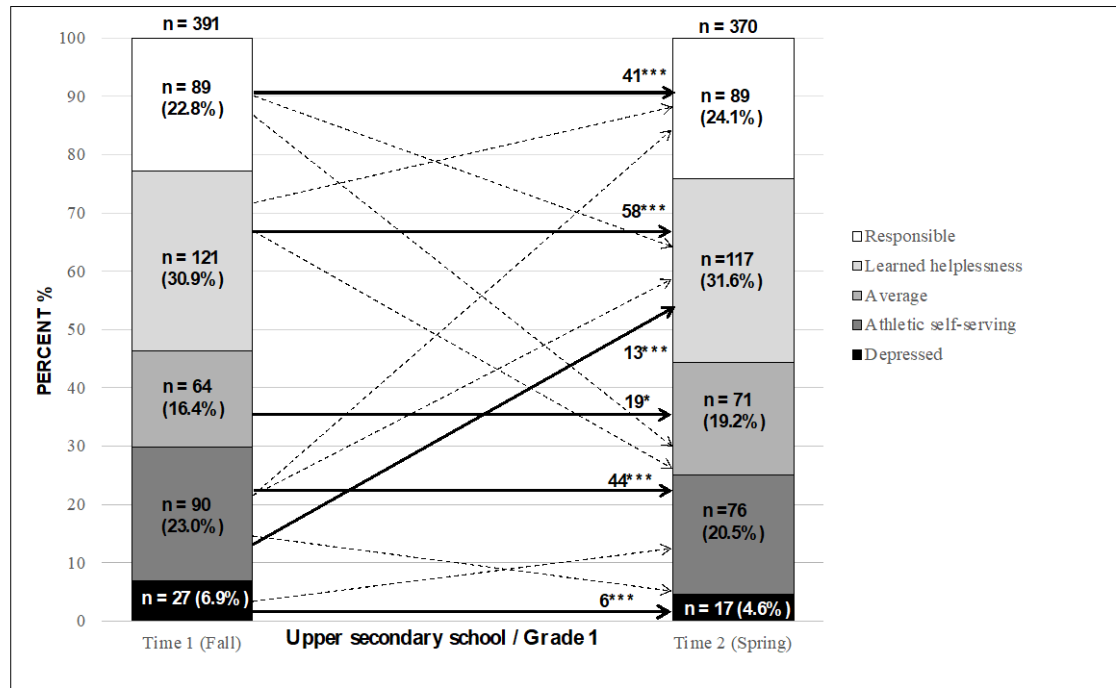 n = 391
n = 370
100
90
80
70
60
50
40
30
20
10
0
PERCENT %
n = 89
(22.8%)
n = 121
(30.9%)
n = 64
(16.4%)
n = 90
(23.0%)
n = 27 (6.9%)
41***
58***
13***
19*
44***
6***
n = 89
(24.1%)
n =117
(31.6%)
n = 71
(19.2%)
n =76
(20.5%)
n = 17 (4.6%)
Responsible
Learned helplessness
Average
Athletic self-serving
Depressed
Time 1 (Fall)
Upper secondary school / Grade 1
Time 2 (Spring)